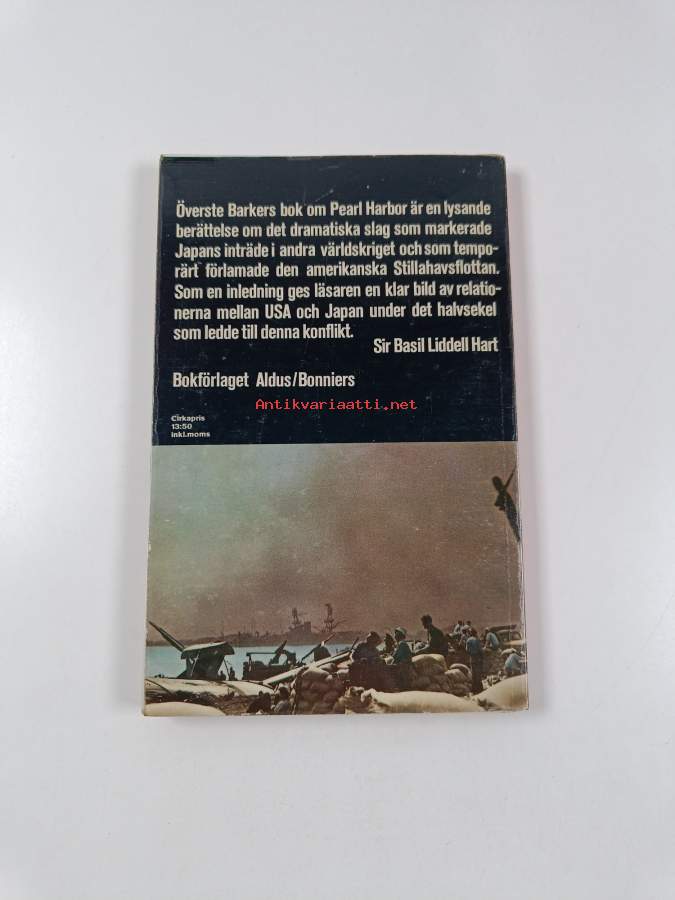 Överste Barkers bok om Pearl Harbor är en lysande
berättelse om det dramatiska slag som markerade
Japans inträde i andra världskriget och som tempo-
rärt förlamade den amerikanska Stillahavsflottan.
Som en inledning ges läsaren en klar bild av relatio-
nerna mellan USA och Japan under det halvsekel
som ledde till denna konflikt.
Sir Basil Liddell Hart
Bokförlaget Aldus/Bonniers
Antikvariaatti.net
Cirkapris
13:50
inkl.moms